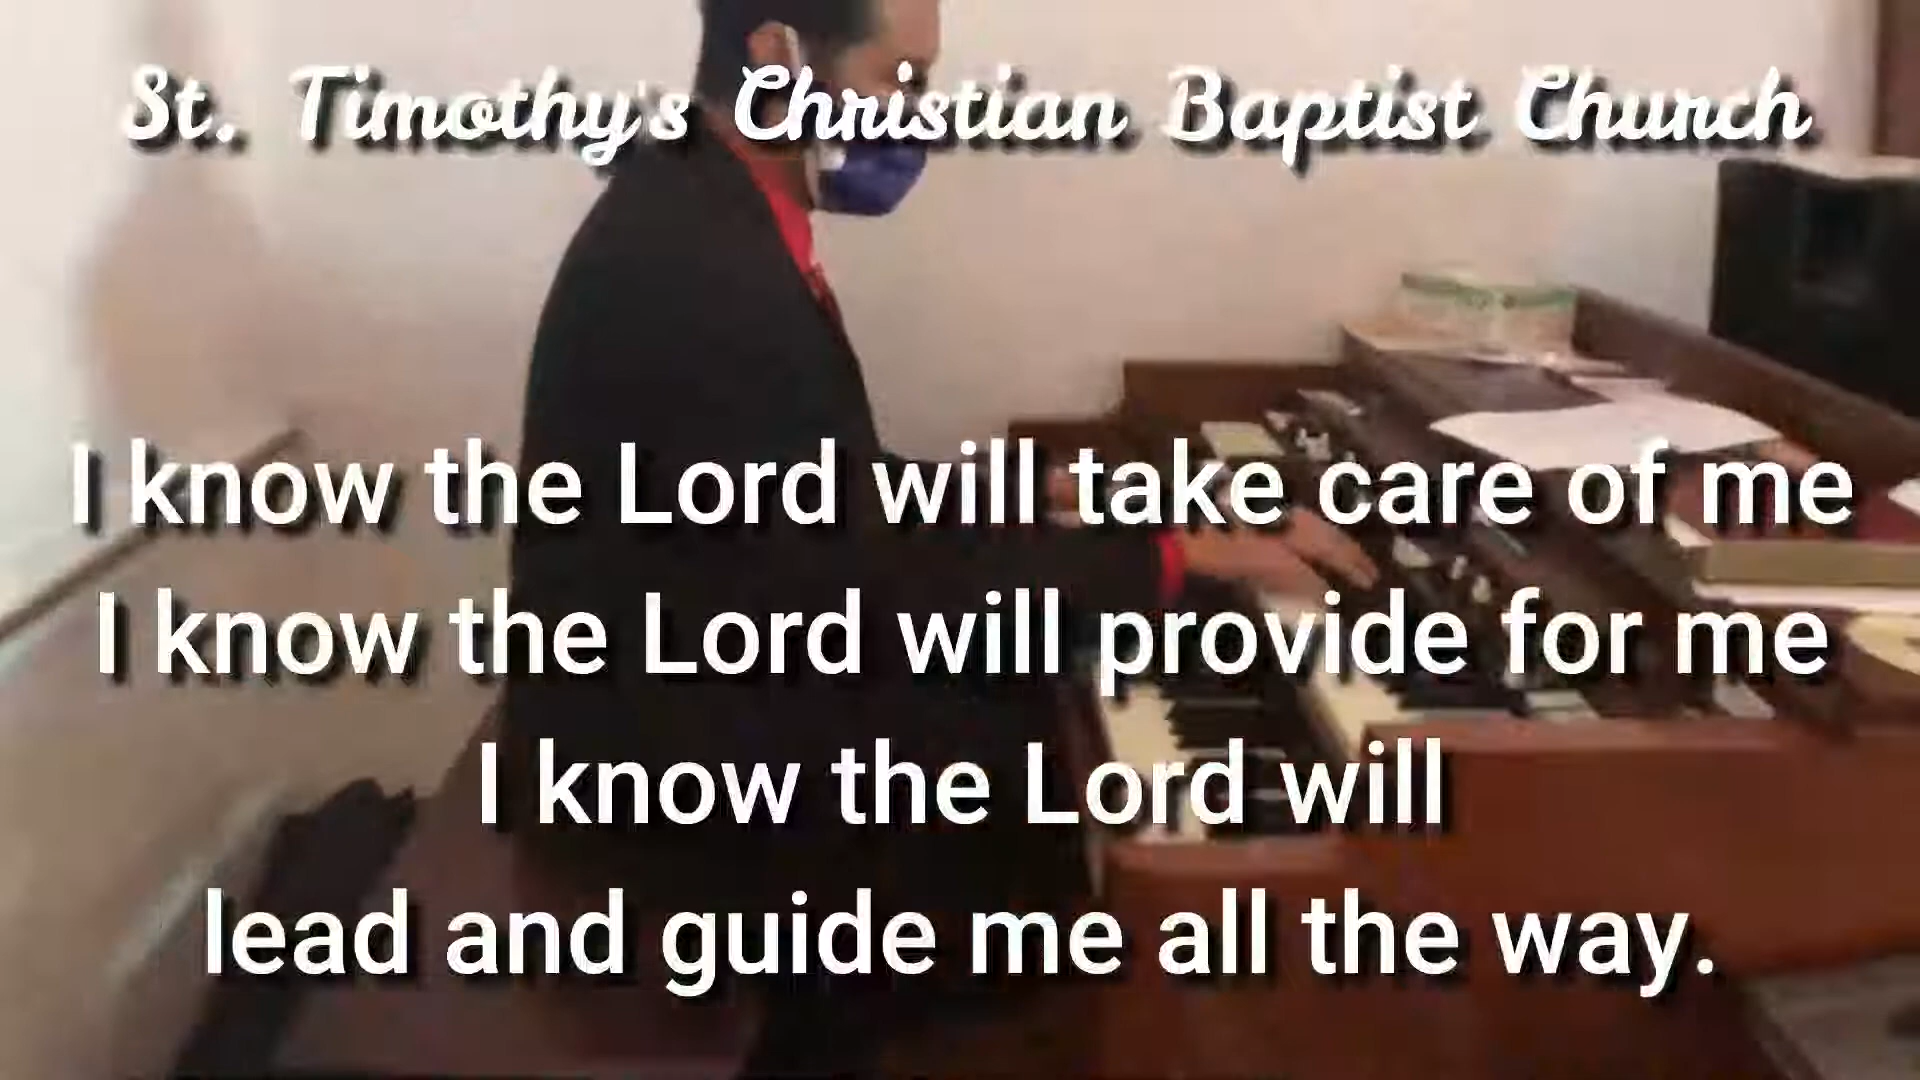 St. Timothy's Christian Baptist Church
I know the Lord will take care of me
I know the Lord will provide for me
I know the Lord will
lead and guide me all the way.